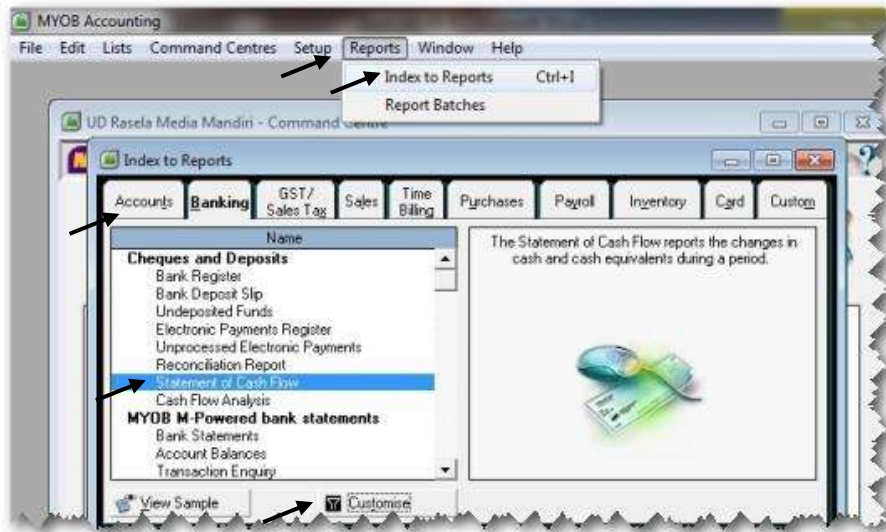 MYOB Accounting
File Edit Lists Command Centres Setup Reports Window Help
Index to Reports Ctrl+I
Report Batches
UD Rasela Media Mandiri - Command Centre
Index to Reports
Accounts Banking GST/ Sales Tax Sales Time Billing Purchases Payroll Inventory Card Custom
Name
Cheques and Deposits
Bank Register
Bank Deposit Slip
Undeposited Funds
Electronic Payments Register
Unprocessed Electronic Payments
Reconciliation Report
Statement of Cash Flow
Cash Flow Analysis
MYOB M-Powered bank statements
Bank Statements
Account Balances
Transaction Enquiry
The Statement of Cash Flow reports the changes in
cash and cash equivalents during a period.
View Sample Customise